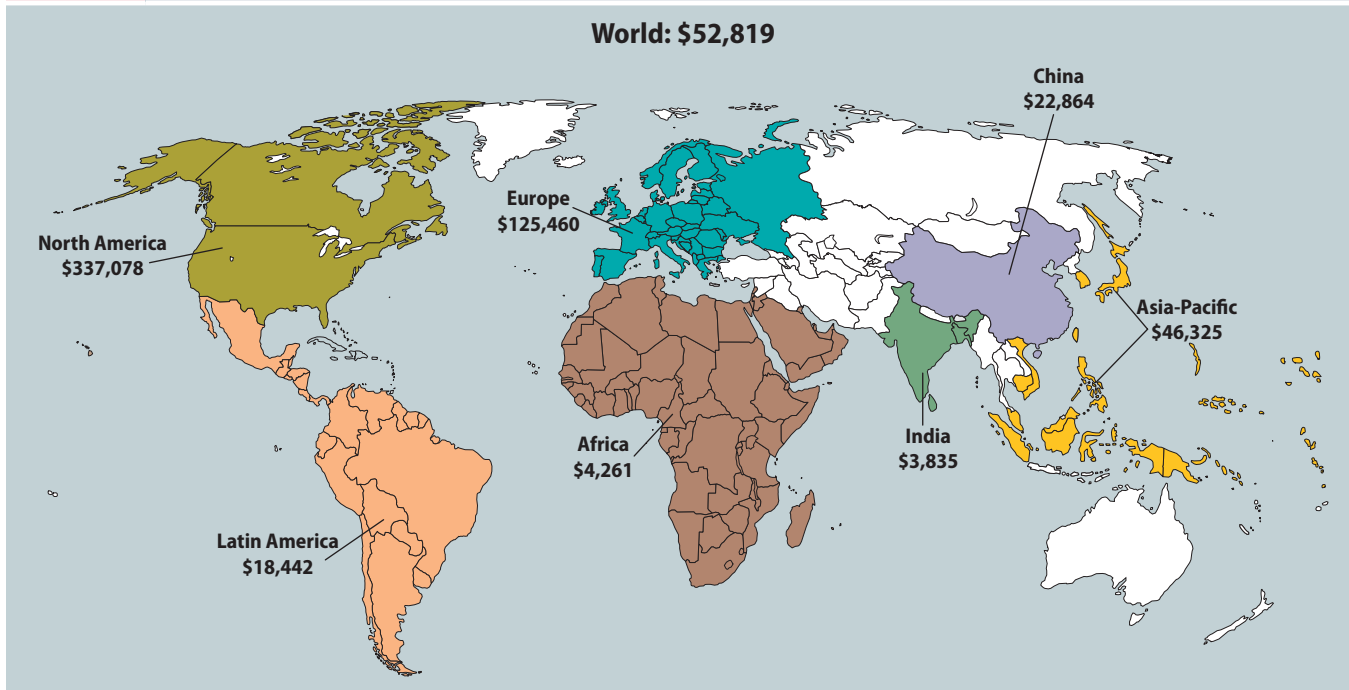 World: $52,819
China
$22,864
Europe
$125,460
North America
$337,078
Asia-Pacific
$46,325
Africa
$4,261
India
$3,835
Latin America
$18,442